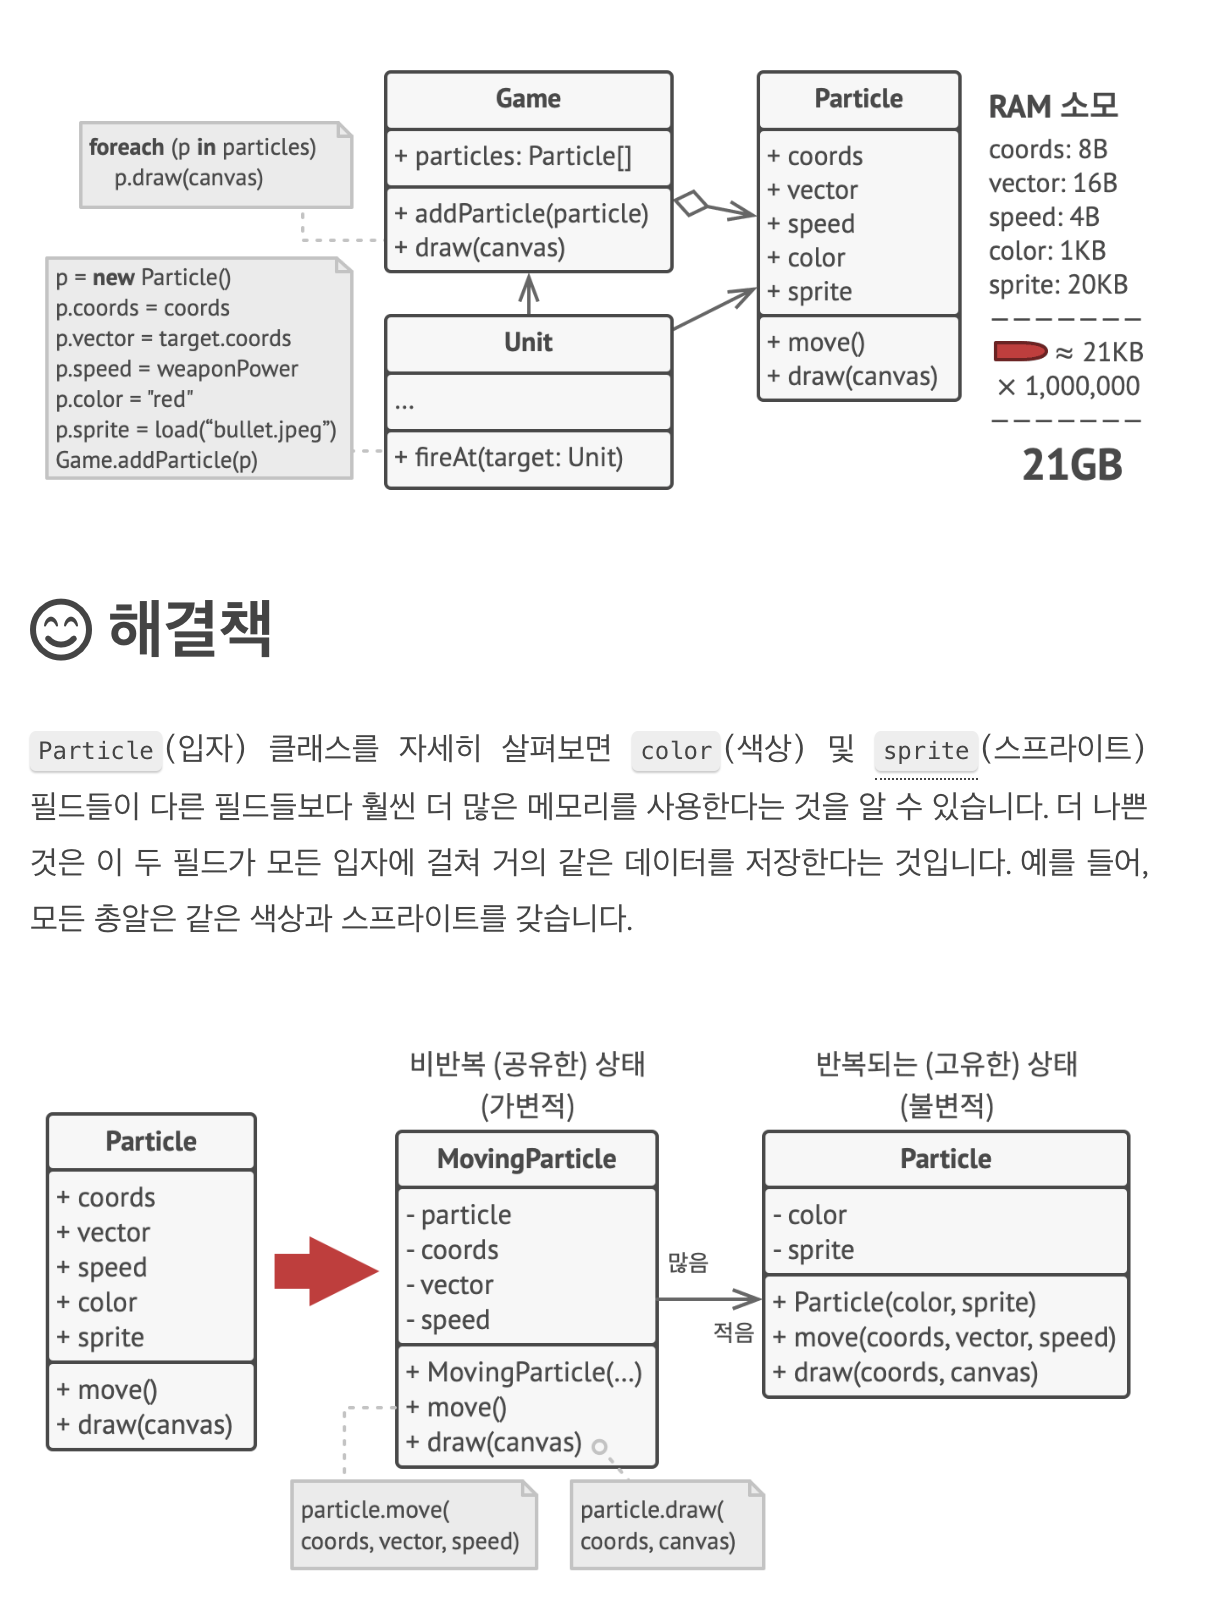 foreach (p in particles)
p.draw(canvas)
p = new Particle()
p.coords = coords
p.vector = target.coords
p.speed = weaponPower
p.color = "red"
p.sprite = load(“bullet.jpeg”)
Game.addParticle(p)
Game
+ particles: Particle[]
+ addParticle(particle)
+ draw(canvas)
Unit
...
+ fireAt(target: Unit)
Particle
+ coords
+ vector
+ speed
+ color
+ sprite
+ move()
+ draw(canvas)
RAM 소모
coords: 8B
vector: 16B
speed: 4B
color: 1KB
sprite: 20KB
≈ 21KB
× 1,000,000
21GB
해결책
Particle(입자) 클래스를 자세히 살펴보면 color(색상) 및 sprite(스프라이트)
필드들이 다른 필드들보다 훨씬 더 많은 메모리를 사용한다는 것을 알 수 있습니다. 더 나쁜
것은 이 두 필드가 모든 입자에 걸쳐 거의 같은 데이터를 저장한다는 것입니다. 예를 들어,
모든 총알은 같은 색상과 스프라이트를 갖습니다.
Particle
+ coords
+ vector
+ speed
+ color
+ sprite
+ move()
+ draw(canvas)
비반복 (공유한) 상태
(가변적)
MovingParticle
- particle
- coords
- vector
- speed
+ MovingParticle(...)
+ move()
+ draw(canvas)
particle.move(
coords, vector, speed)
particle.draw(
coords, canvas)
많음
적음
반복되는 (고유한) 상태
(불변적)
Particle
- color
- sprite
+ Particle(color, sprite)
+ move(coords, vector, speed)
+ draw(coords, canvas)